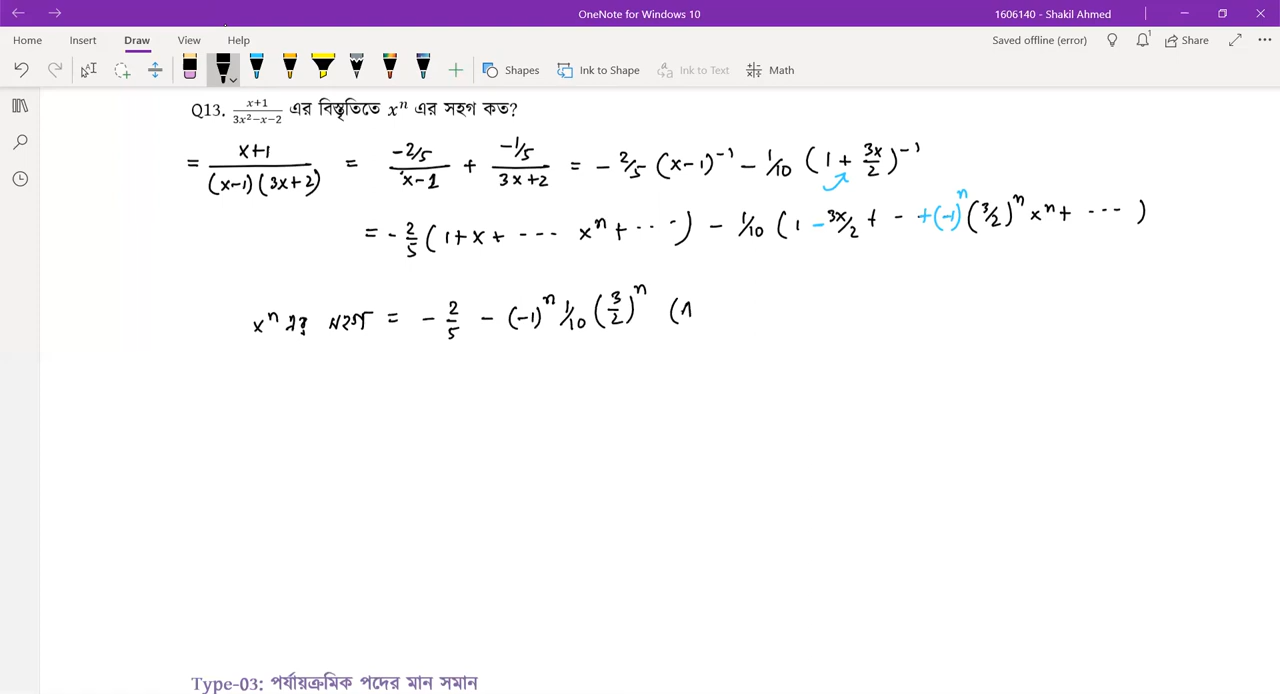 OneNote for Windows 10
1606140 - Shakil Ahmed
Home Insert Draw View Help
Saved offline (error) Share
Shapes Ink to Shape Ink to Text Math
Q13. x+1/3x²−x−2 এর বিস্তৃতিতে xⁿ এর সহগ কত?
= x+1/(x-1)(3x+2) = -2/5/x-1 + -1/5/3x+2 = - 2/5 (x-1)⁻¹ - 1/10 (1 + 3x/2)⁻¹
= - 2/5 (1 + x + ---- xⁿ + ---) - 1/10 (1 - 3x/2 + - - + (-1)ⁿ (3/2)ⁿ xⁿ + --- )
xⁿ এর সহগ = - 2/5 - (-1)ⁿ 1/10 (3/2)ⁿ (
Type-03: পর্যায়ক্রমিক পদের মান সমান